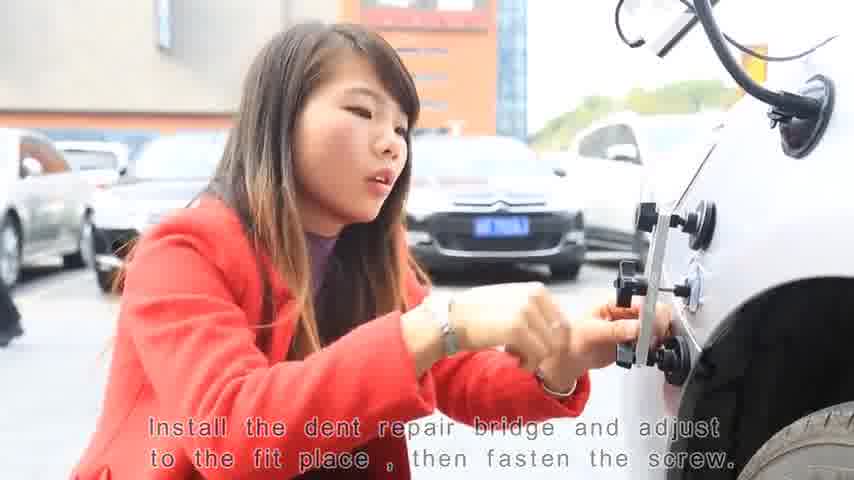 Install the dent repair bridge and adjust
to the fit place , then fasten the screw.